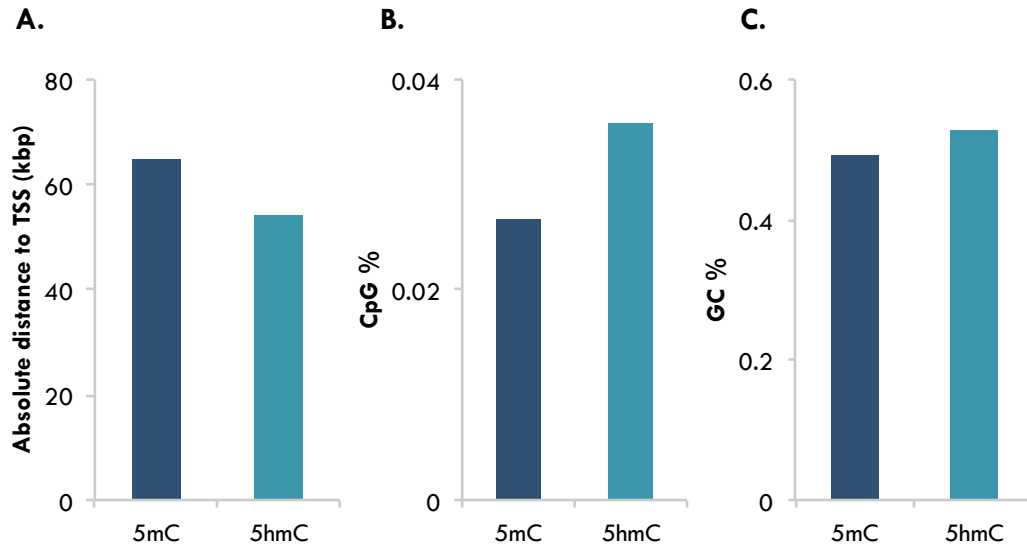 A.
Absolute distance to TSS (kbp)
80
60
40
20
0
5mC
5hmC
B.
CpG %
0.04
0.02
0
5mC
5hmC
C.
GC %
0.6
0.4
0.2
0
5mC
5hmC